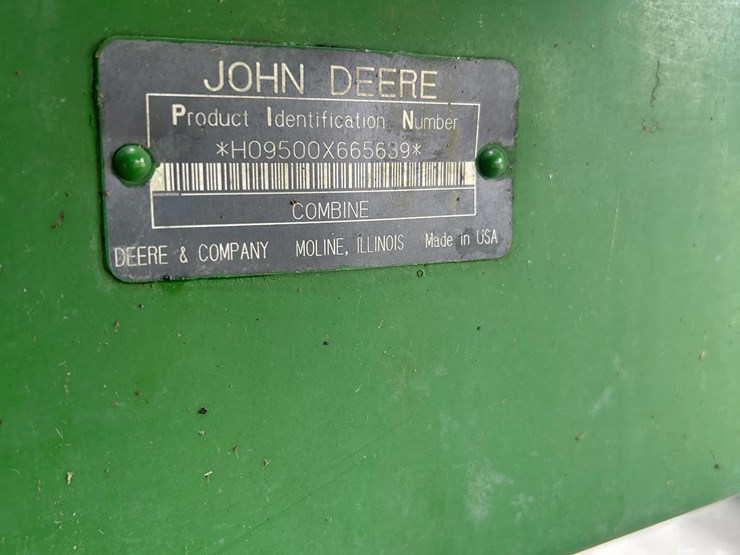 JOHN DEERE
Product Identification Number
*H09500X665639*
COMBINE
DEERE & COMPANY MOLINE, ILLINOIS Made in USA